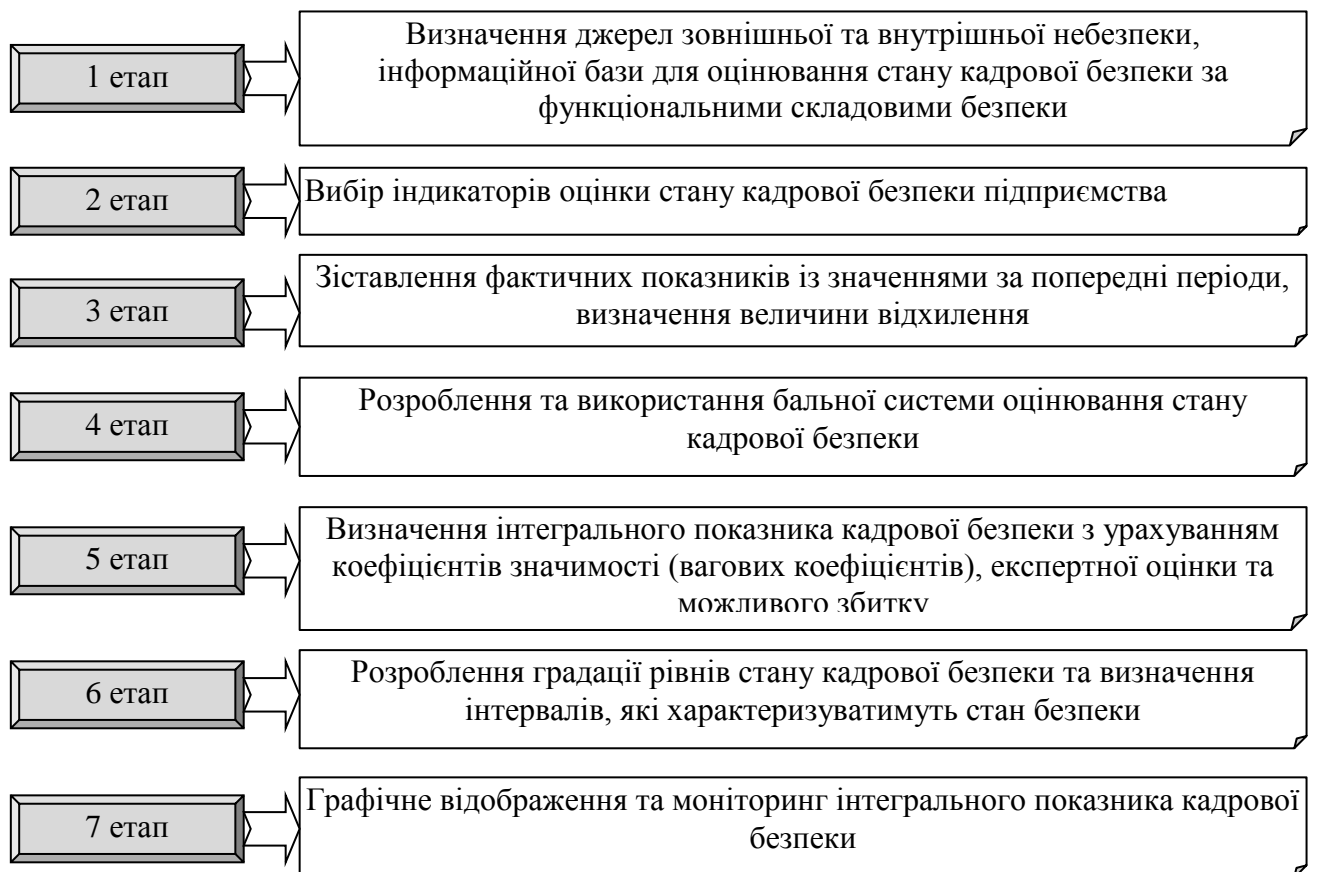 1 етап
Визначення джерел зовнішньої та внутрішньої небезпеки,
інформаційної бази для оцінювання стану кадрової безпеки за
функціональними складовими безпеки
2 етап
Вибір індикаторів оцінки стану кадрової безпеки підприємства
3 етап
Зіставлення фактичних показників із значеннями за попередні періоди,
визначення величини відхилення
4 етап
Розроблення та використання бальної системи оцінювання стану
кадрової безпеки
5 етап
Визначення інтегрального показника кадрової безпеки з урахуванням
коефіцієнтів значимості (вагових коефіцієнтів), експертної оцінки та
можливого збитку
6 етап
Розроблення градації рівнів стану кадрової безпеки та визначення
інтервалів, які характеризуватимуть стан безпеки
7 етап
Графічне відображення та моніторинг інтегрального показника кадрової
безпеки